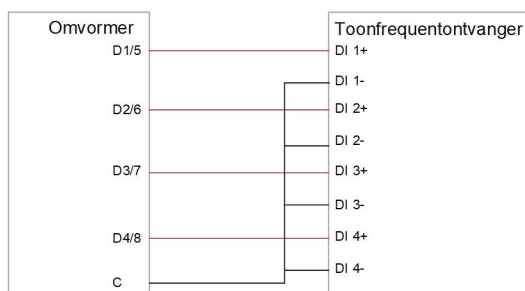 Omvormer
Toonfrequentontvanger
D1/5
DI 1+
DI 1-
D2/6
DI 2+
DI 2-
D3/7
DI 3+
DI 3-
D4/8
DI 4+
DI 4-
C